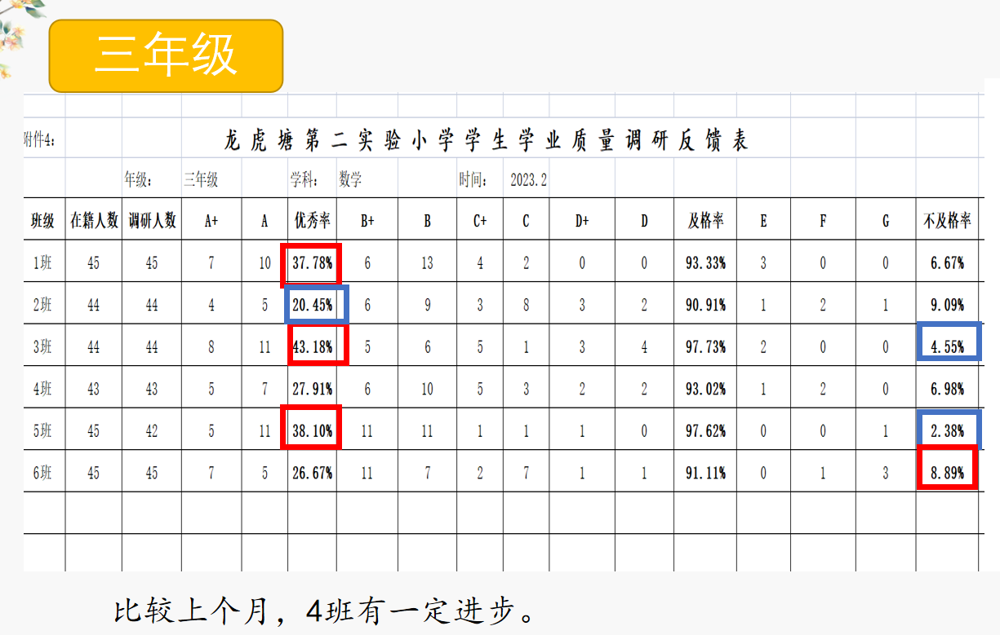 三年级
附件4:
龙虎塘第二实验小学学生学业质量调研反馈表
年级: 三年级 学科: 数学 时间: 2023.2
班级 在籍人数 调研人数 A+ A 优秀率 B+ B C+ C D+ D 及格率 E F G 不及格率
1班 45 45 7 10 37.78% 6 13 4 2 0 0 93.33% 3 0 0 6.67%
2班 44 44 4 5 20.45% 6 9 3 8 3 2 90.91% 1 2 1 9.09%
3班 44 44 8 11 43.18% 5 6 5 1 3 4 97.73% 2 0 0 4.55%
4班 43 43 5 7 27.91% 6 10 5 3 2 2 93.02% 1 2 0 6.98%
5班 45 42 5 11 38.10% 11 11 1 1 1 0 97.62% 0 0 1 2.38%
6班 45 45 7 5 26.67% 11 7 2 7 1 1 91.11% 0 1 3 8.89%
比较上个月，4班有一定进步。